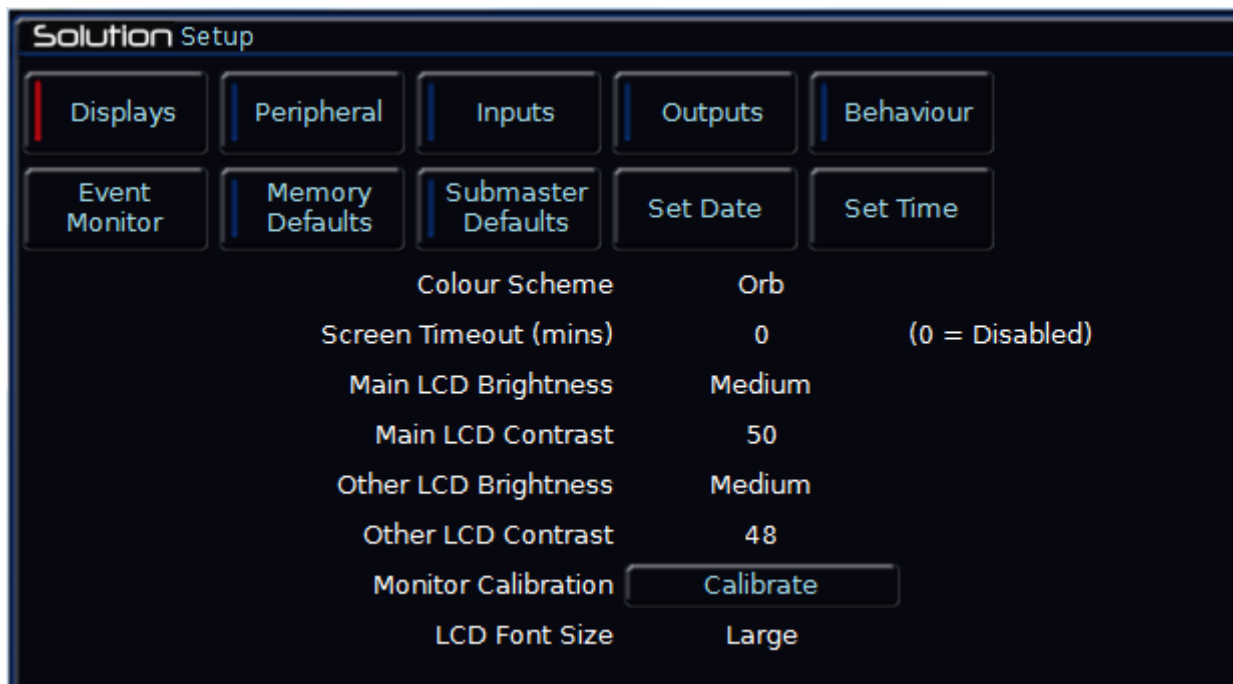 Solution Setup
Displays Peripheral Inputs Outputs Behaviour
Event Memory Submaster Set Date Set Time
Monitor Defaults Defaults
Colour Scheme Orb
Screen Timeout (mins) 0 (0 = Disabled)
Main LCD Brightness Medium
Main LCD Contrast 50
Other LCD Brightness Medium
Other LCD Contrast 48
Monitor Calibration Calibrate
LCD Font Size Large